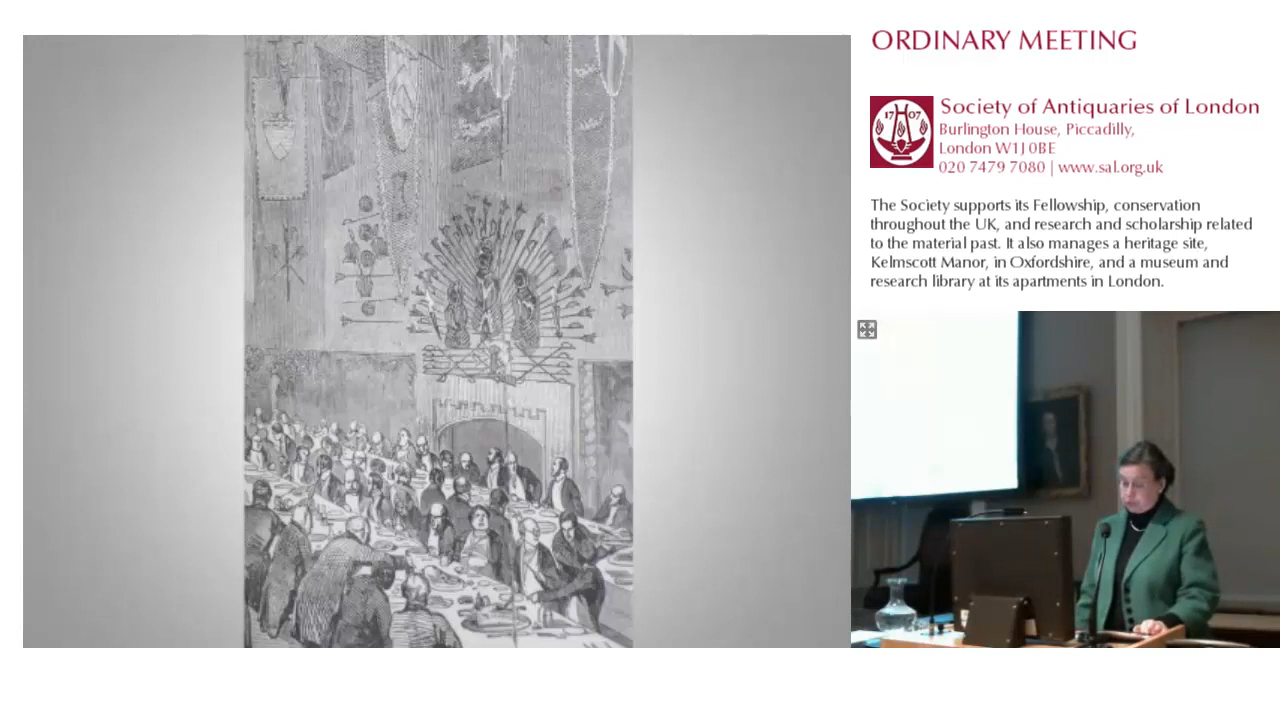 ORDINARY MEETING
17 07
Society of Antiquaries of London
Burlington House, Piccadilly,
London W1J 0BE
020 7479 7080 | www.sal.org.uk
The Society supports its Fellowship, conservation
throughout the UK, and research and scholarship related
to the material past. It also manages a heritage site,
Kelmscott Manor, in Oxfordshire, and a museum and
research library at its apartments in London.